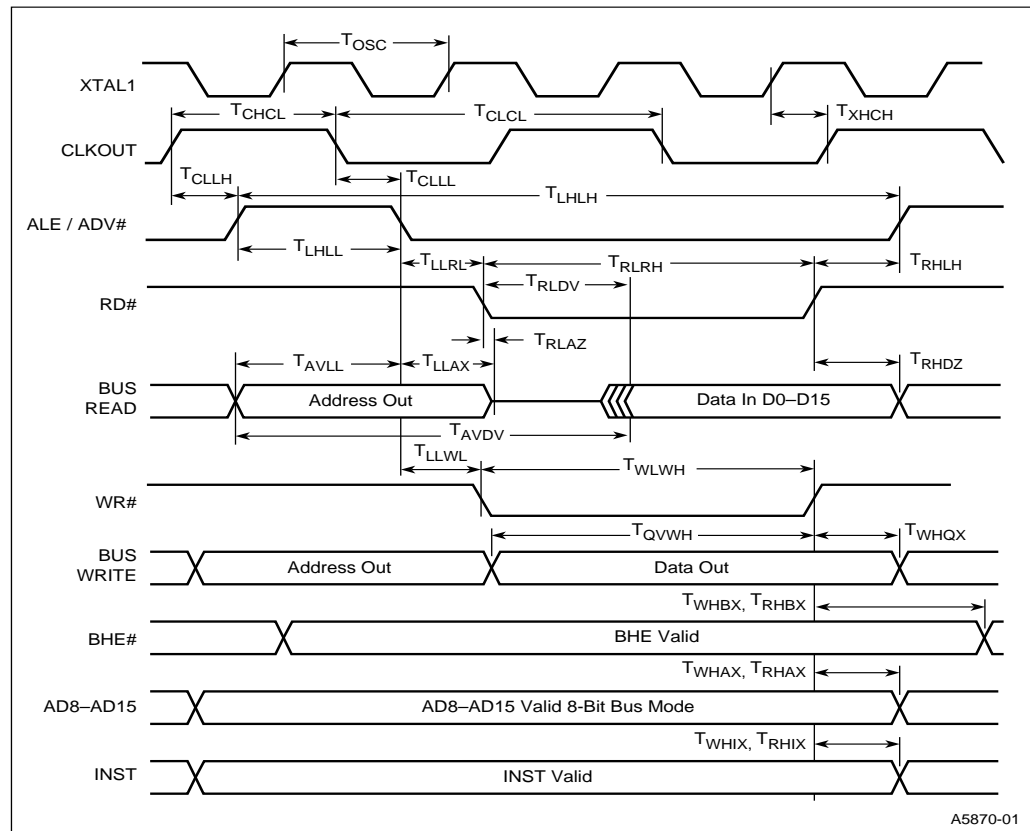 TOSC
XTAL1
TCHCL
TCLCL
TXHCH
CLKOUT
TCLLH
TCLLL
TLHLH
ALE / ADV#
TLHLL
TLLRL
TRLRH
TRHLH
TRLDV
RD#
TRLAZ
TAVLL
TLLAX
TRHDZ
BUS
READ
Address Out
Data In D0–D15
TAVDV
TLLWL
TWLWH
WR#
TQVWH
TWHQX
BUS
WRITE
Address Out
Data Out
TWHBX, TRHBX
BHE#
BHE Valid
TWHAX, TRHAX
AD8–AD15
AD8–AD15 Valid 8-Bit Bus Mode
TWHIX, TRHIX
INST
INST Valid
A5870-01